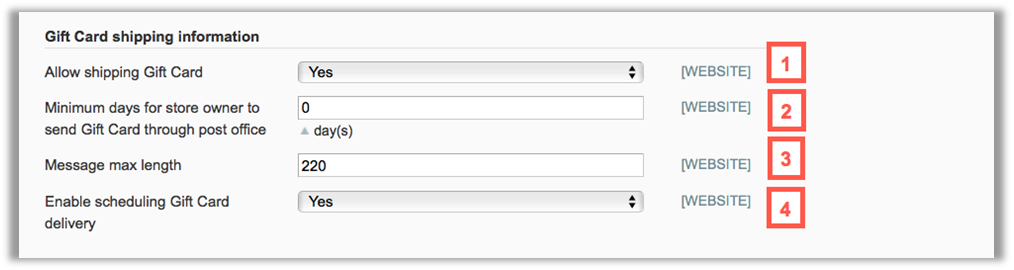 Gift Card shipping information
Allow shipping Gift Card Yes [WEBSITE] 1
Minimum days for store owner to 0 [WEBSITE] 2
send Gift Card through post office day(s)
Message max length 220 [WEBSITE] 3
Enable scheduling Gift Card Yes [WEBSITE] 4
delivery